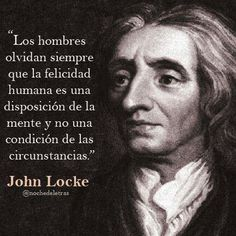 “Los hombres
olvidan siempre
que la felicidad
humana es una
disposición de la
mente y no una
condición de las
circunstancias.”
John Locke
@nochedeletras